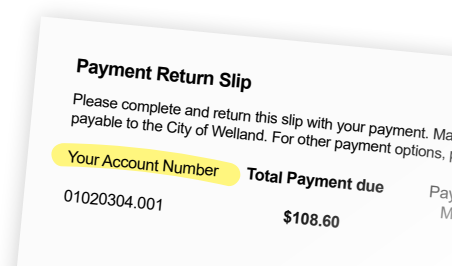 Payment Return Slip
Please complete and return this slip with your payment. Ma
payable to the City of Welland. For other payment options,
Your Account Number Total Payment due Pay
01020304.001 $108.60 M